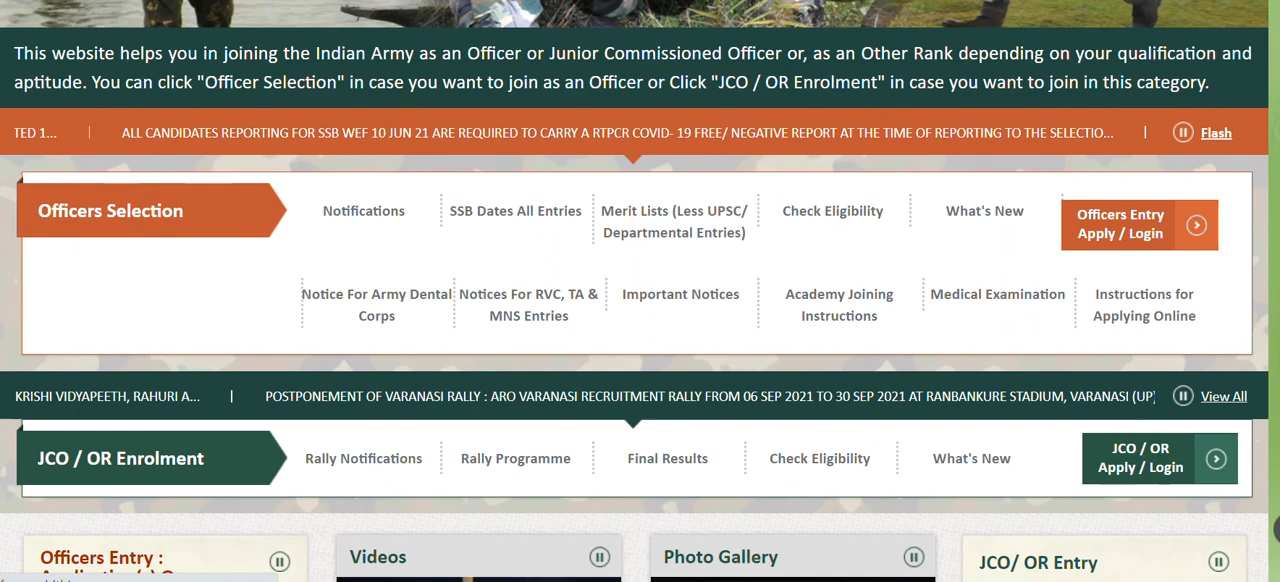 This website helps you in joining the Indian Army as an Officer or Junior Commissioned Officer or, as an Other Rank depending on your qualification and
aptitude. You can click "Officer Selection" in case you want to join as an Officer or Click "JCO / OR Enrolment" in case you want to join in this category.
TED 1... | ALL CANDIDATES REPORTING FOR SSB WEF 10 JUN 21 ARE REQUIRED TO CARRY A RTPCR COVID- 19 FREE/ NEGATIVE REPORT AT THE TIME OF REPORTING TO THE SELECTIO... | Flash
Officers Selection
Notifications
SSB Dates All Entries
Merit Lists (Less UPSC/
Departmental Entries)
Check Eligibility
What's New
Officers Entry
Apply / Login
Notice For Army Dental
Corps
Notices For RVC, TA &
MNS Entries
Important Notices
Academy Joining
Instructions
Medical Examination
Instructions for
Applying Online
KRISHI VIDYAPEETH, RAHURI A... | POSTPONEMENT OF VARANASI RALLY : ARO VARANASI RECRUITMENT RALLY FROM 06 SEP 2021 TO 30 SEP 2021 AT RANBANKURE STADIUM, VARANASI (UP) View All
JCO / OR Enrolment
Rally Notifications
Rally Programme
Final Results
Check Eligibility
What's New
JCO / OR
Apply / Login
Officers Entry :
Videos
Photo Gallery
JCO/ OR Entry